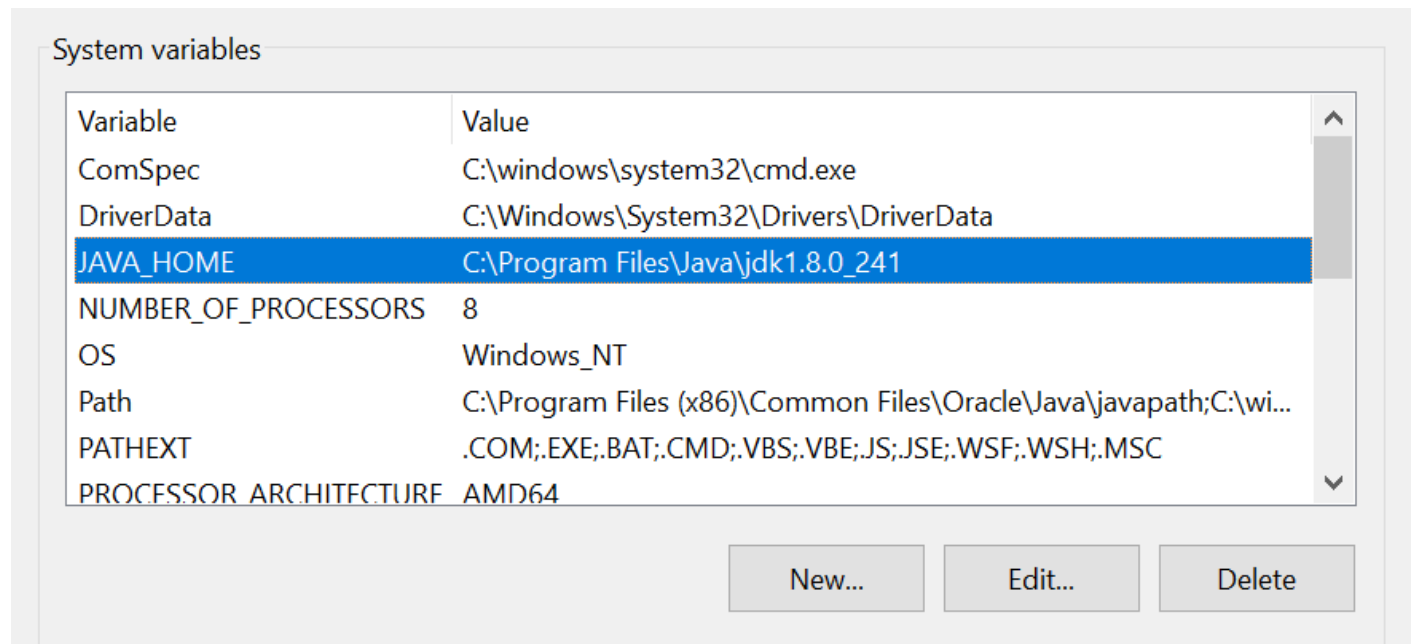 System variables
Variable Value
ComSpec C:\windows\system32\cmd.exe
DriverData C:\Windows\System32\Drivers\DriverData
JAVA_HOME C:\Program Files\Java\jdk1.8.0_241
NUMBER_OF_PROCESSORS 8
OS Windows_NT
Path C:\Program Files (x86)\Common Files\Oracle\Java\javapath;C:\wi...
PATHEXT .COM;.EXE;.BAT;.CMD;.VBS;.VBE;.JS;.JSE;.WSF;.WSH;.MSC
PROCESSOR_ARCHITECTURE AMD64
New... Edit... Delete